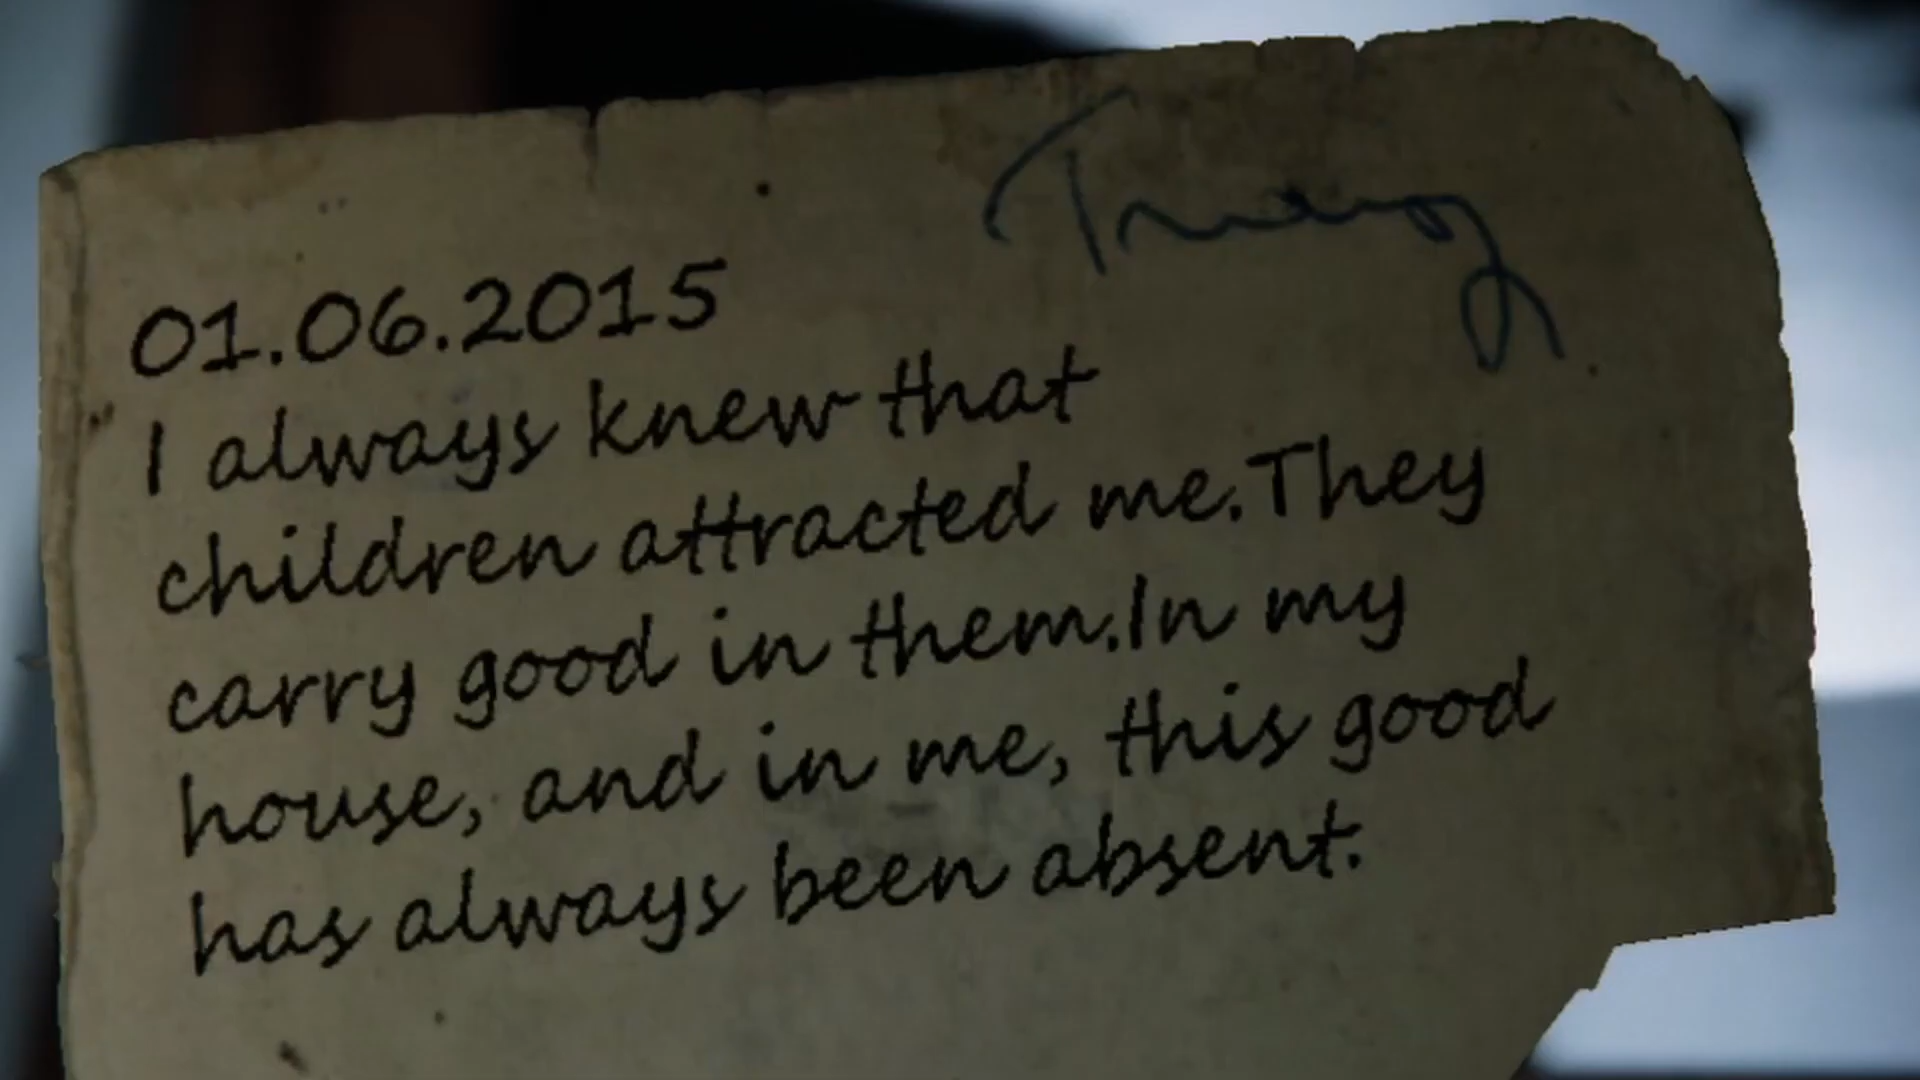 01.06.2015
I always knew that
children attracted me.They
carry good in them.In my
house, and in me, this good
has always been absent.